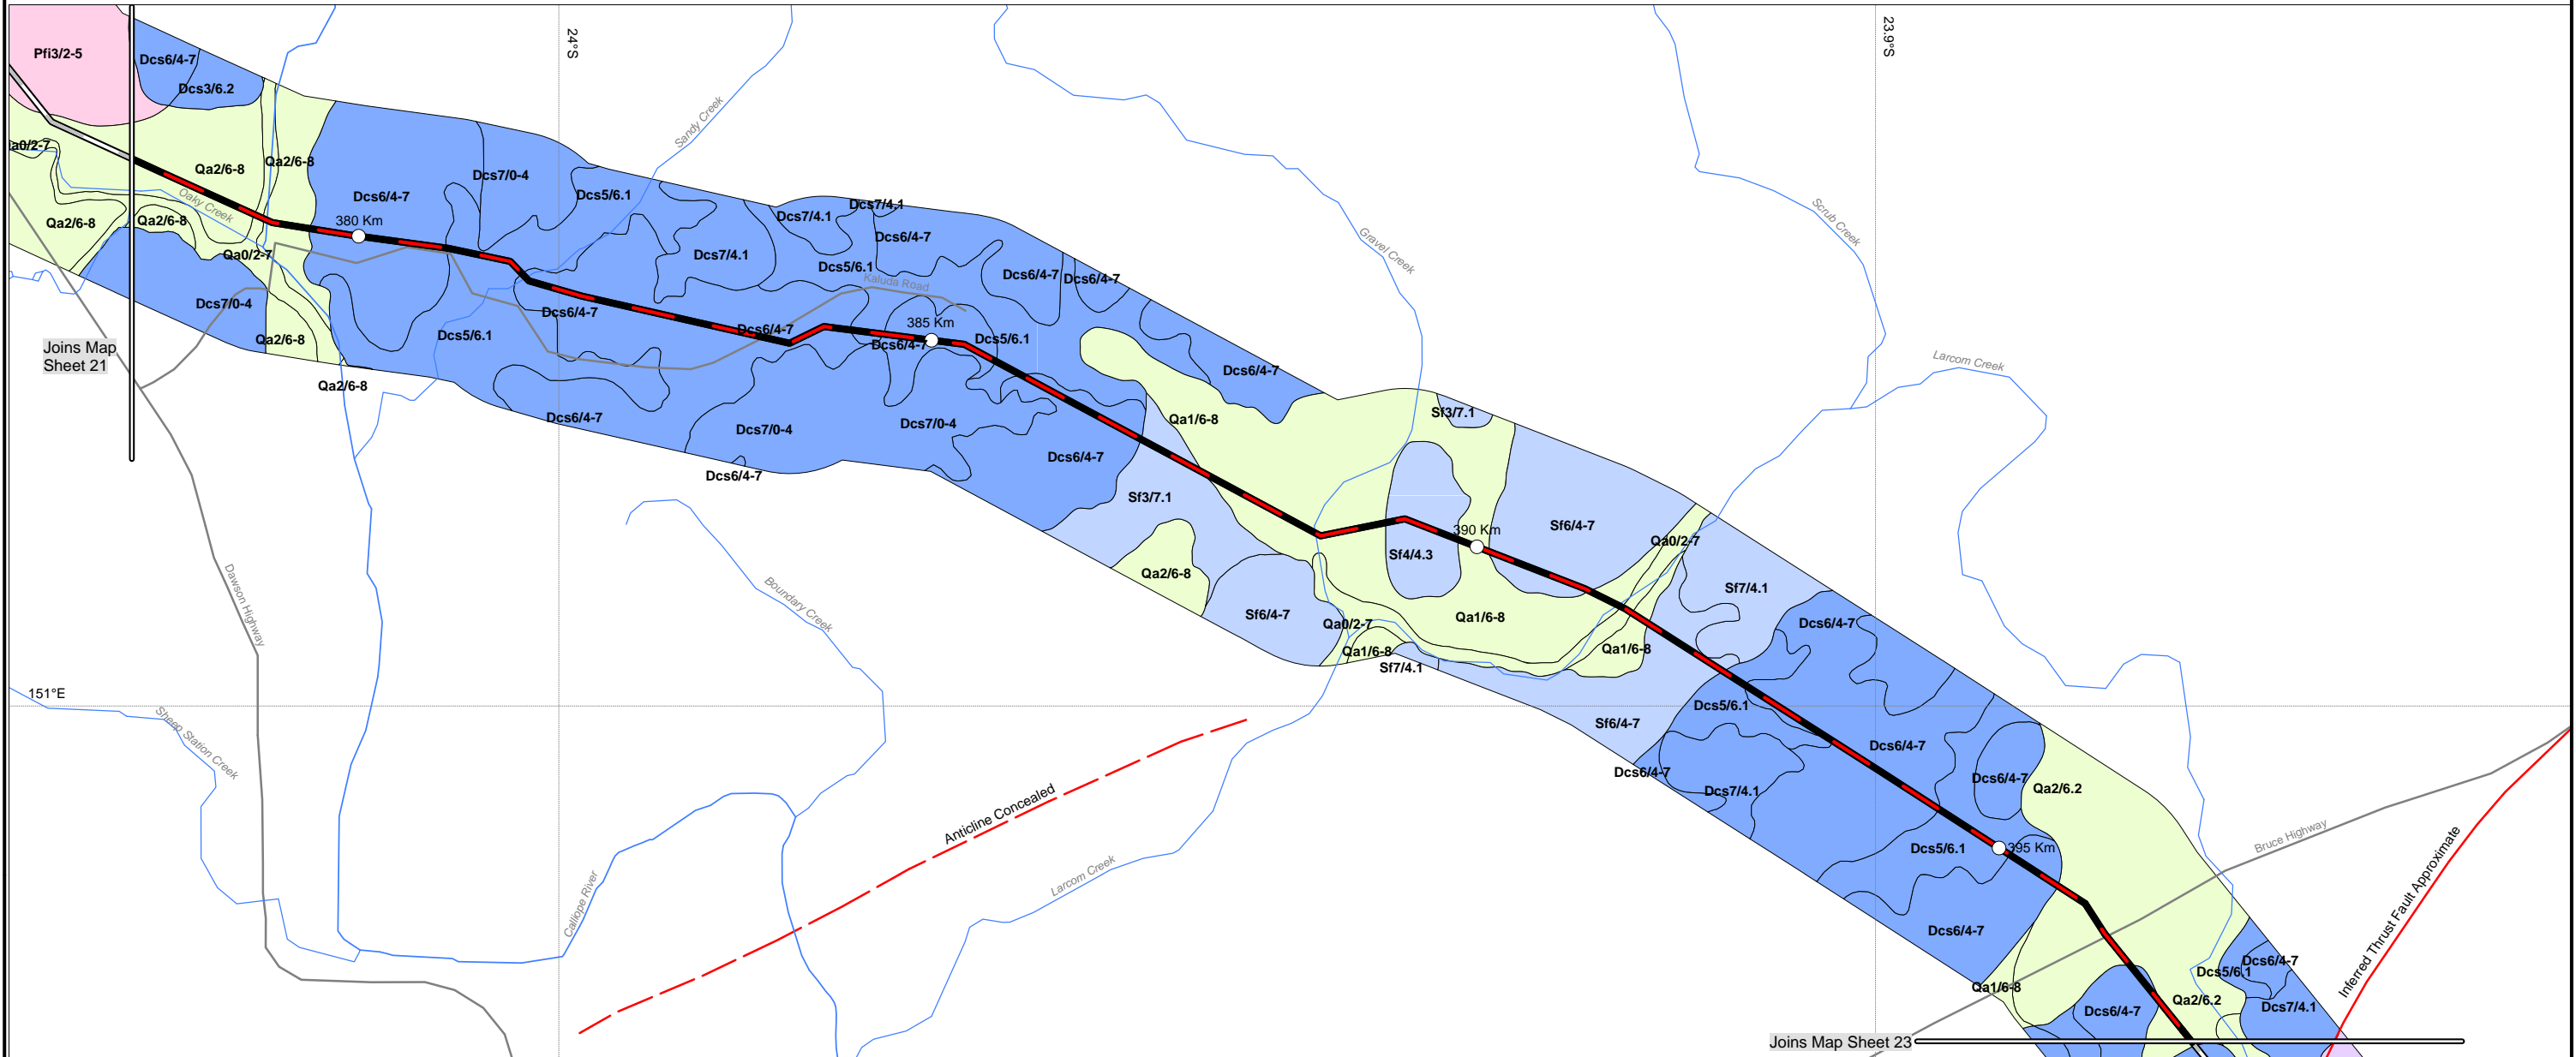 Pfi3/2-5
Dcs6/4-7
Dcs3/6.2
24°S
23.9°S
Sandy Creek
a0/2-7
Qa2/6-8
Qa2/6-8
Dcs7/0-4
Dcs6/4-7
Dcs5/6.1
Oaky Creek
Qa2/6-8
Qa2/6-8
380 Km
Dcs7/4.1
Dcs7/4.1
Dcs6/4-7
Scrub Creek
Gravel Creek
Qa0/2-7
Dcs7/4.1
Dcs5/6.1
Dcs6/4-7
Dcs6/4-7
Kaluda Road
Dcs7/0-4
Dcs6/4-7
385 Km
Dcs6/4-7
Dcs5/6.1
Qa2/6-8
Dcs5/6.1
Dcs6/4-7
Joins Map
Sheet 21
Larcom Creek
Dcs6/4-7
Qa2/6-8
Dcs6/4-7
Dcs7/0-4
Dcs7/0-4
Qa1/6-8
Sf3/7.1
Dcs6/4-7
Dcs6/4-7
Sf3/7.1
390 Km
Sf6/4-7
Qa0/2-7
Sf4/4.3
Qa2/6-8
Dawson Highway
Boundary Creek
Sf7/4.1
Sf6/4-7
Qa0/2-7
Qa1/6-8
Dcs6/4-7
Qa1/6-8
Qa1/6-8
Sf7/4.1
151°E
Dcs5/6.1
Sf6/4-7
Sheep Station Creek
Dcs6/4-7
Dcs6/4-7
Dcs6/4-7
Qa2/6.2
Dcs7/4.1
Anticline Concealed
Dcs5/6.1
395 Km
Bruce Highway
Larcom Creek
Calliope River
Inferred Thrust Fault Approximate
Dcs6/4-7
Dcs6/4-7
Dcs5/6.1
Qa1/6-8
Qa2/6.2
Dcs7/4.1
Dcs6/4-7
Joins Map Sheet 23